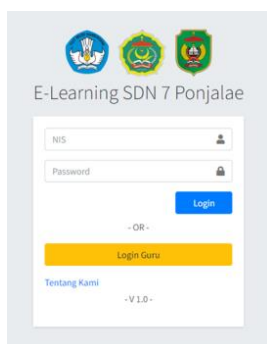 E-Learning SDN 7 Ponjalae
NIS
Password
Login
- OR -
Login Guru
Tentang Kami
- V 1.0 -